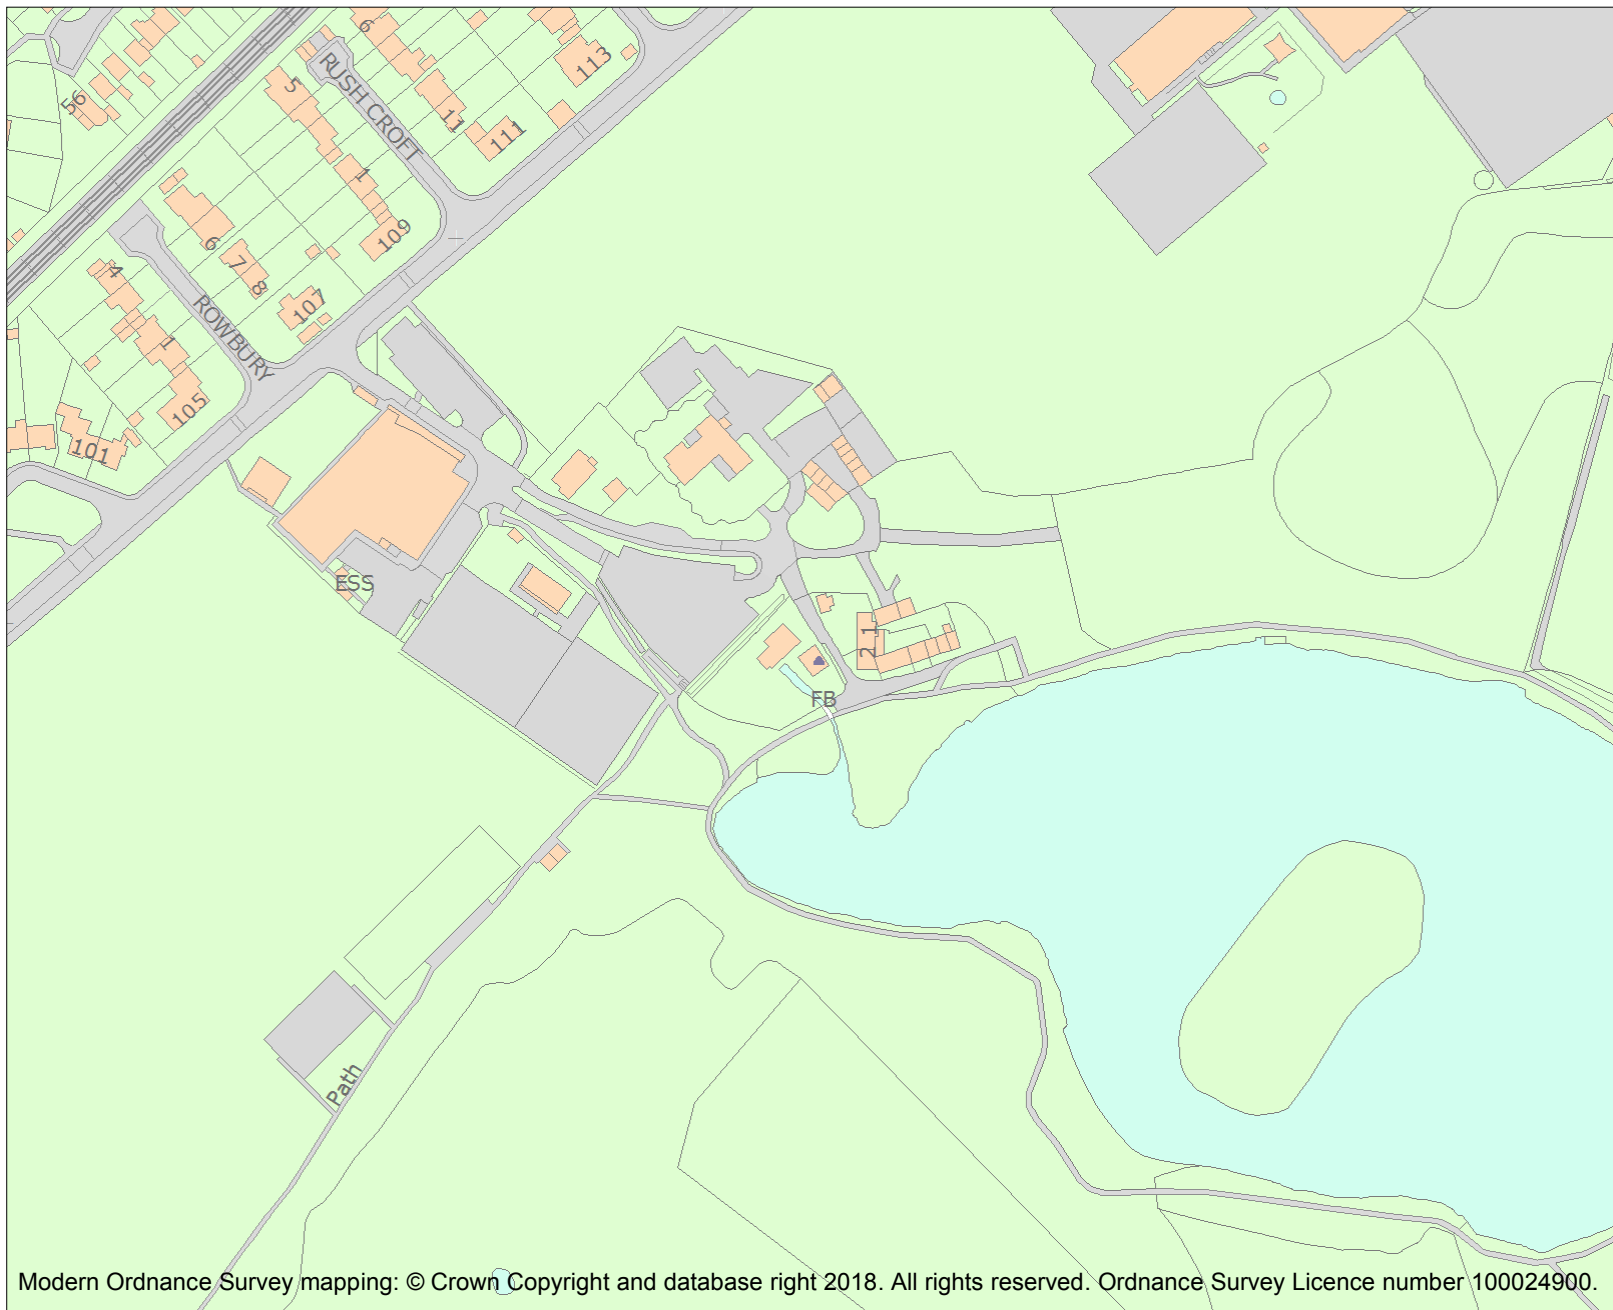 6
113
RUSH CROFT
5
56
11
111
1
109
6
7
8
4
107
ROWBURY
1
105
101
ESS
2 1
FB
Path
Modern Ordnance Survey mapping: © Crown Copyright and database right 2018. All rights reserved. Ordnance Survey Licence number 100024900.